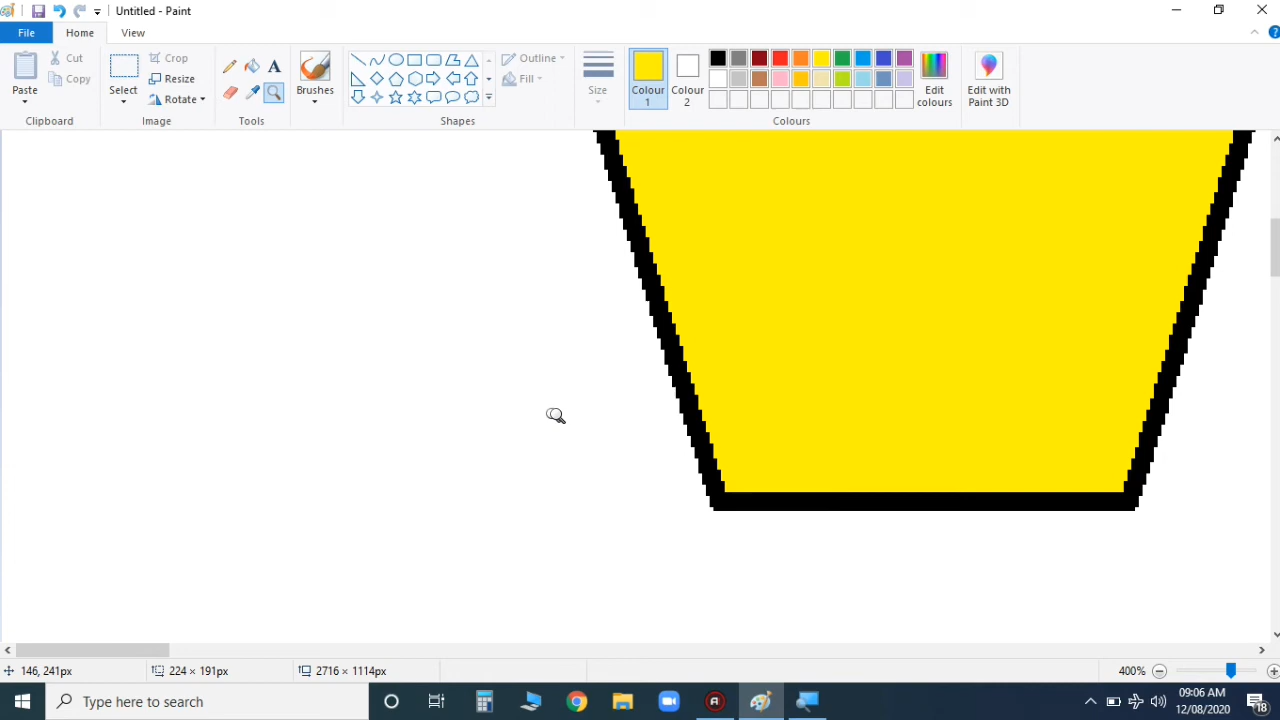 Untitled - Paint
File Home View
Paste
Cut
Copy
Clipboard
Select
Crop
Resize
Rotate
Image
A
Tools
Brushes
Shapes
Outline
Fill
Size
Colour 1
Colour 2
Edit colours
Colours
Edit with Paint 3D
146, 241px 224 × 191px 2716 × 1114px 400%
Type here to search
09:06 AM
12/08/2020
18